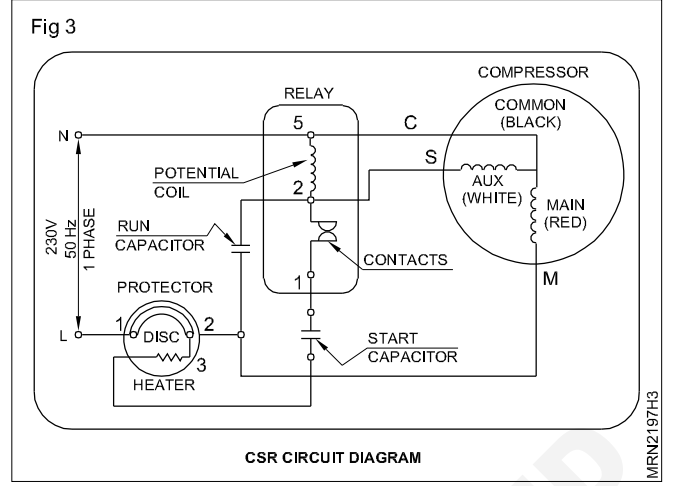 Fig 3
COMPRESSOR
RELAY
COMMON
(BLACK)
5
C
N
S
POTENTIAL
COIL
2
AUX
(WHITE)
MAIN
(RED)
230V
50 Hz
1 PHASE
RUN
CAPACITOR
CONTACTS
M
1
PROTECTOR
L
1
DISC
2
3
HEATER
START
CAPACITOR
CSR CIRCUIT DIAGRAM
MRN2197H3